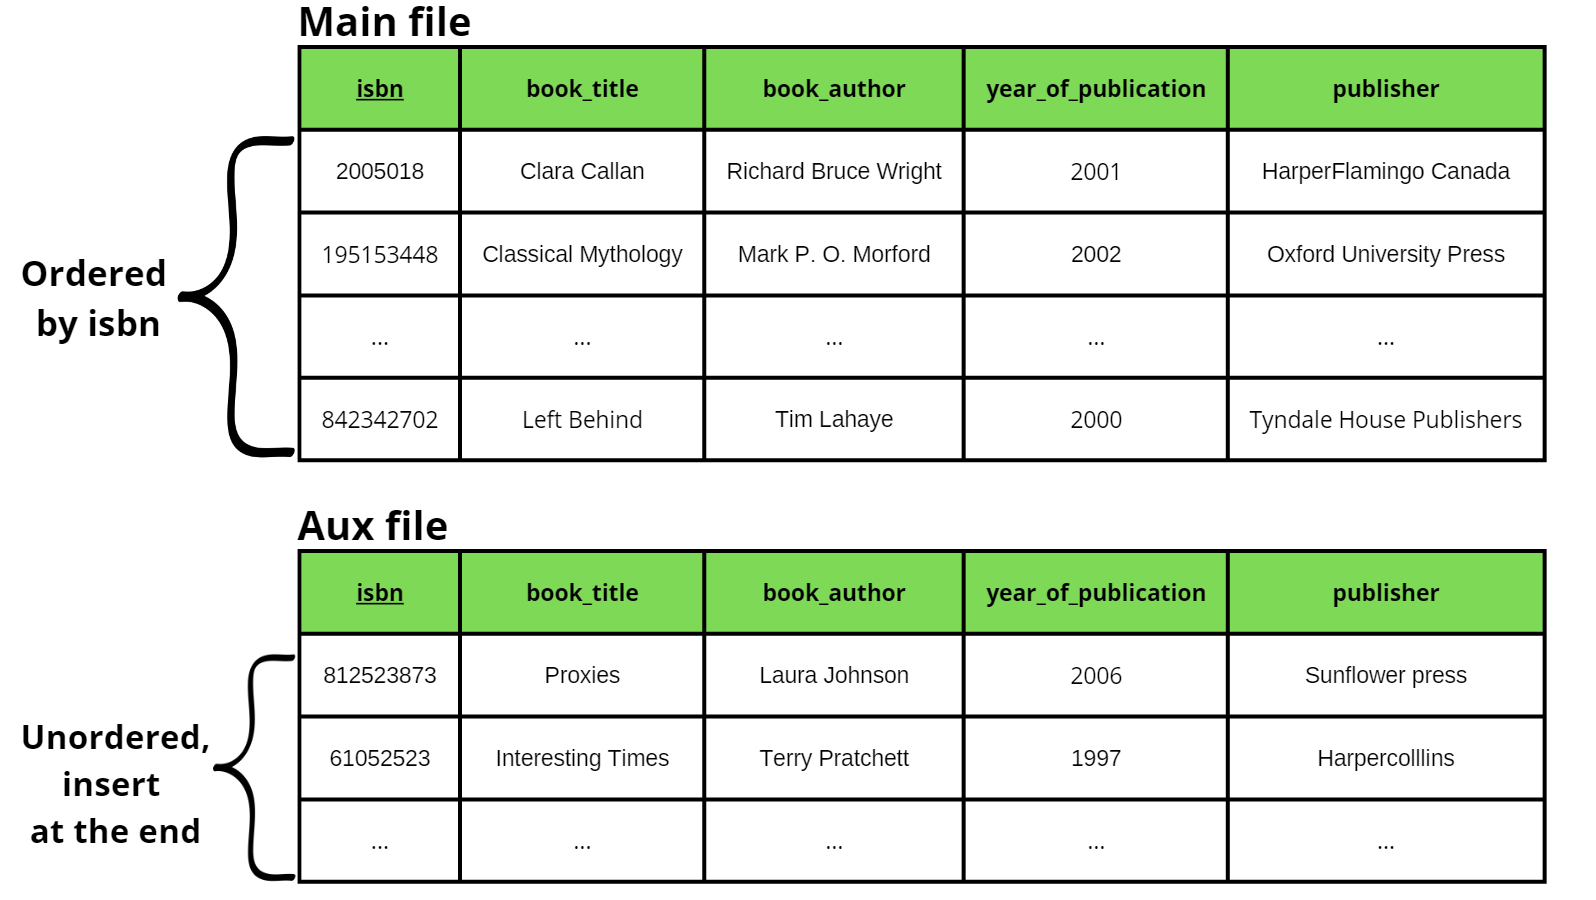 Main file
isbn book_title book_author year_of_publication publisher
2005018 Clara Callan Richard Bruce Wright 2001 HarperFlamingo Canada
195153448 Classical Mythology Mark P. O. Morford 2002 Oxford University Press
Ordered
by isbn
... ... ... ... ...
842342702 Left Behind Tim Lahaye 2000 Tyndale House Publishers
Aux file
isbn book_title book_author year_of_publication publisher
812523873 Proxies Laura Johnson 2006 Sunflower press
61052523 Interesting Times Terry Pratchett 1997 Harpercolllins
Unordered,
insert
at the end
... ... ... ... ...